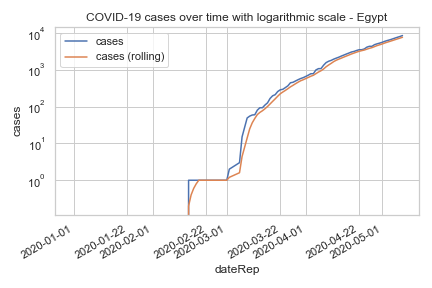 COVID-19 cases over time with logarithmic scale - Egypt
cases
cases (rolling)
10^4
10^3
10^2
10^1
10^0
cases
2020-01-01
2020-01-22
2020-02-01
2020-02-22
2020-03-01
2020-03-22
2020-04-01
2020-04-22
2020-05-01
dateRep